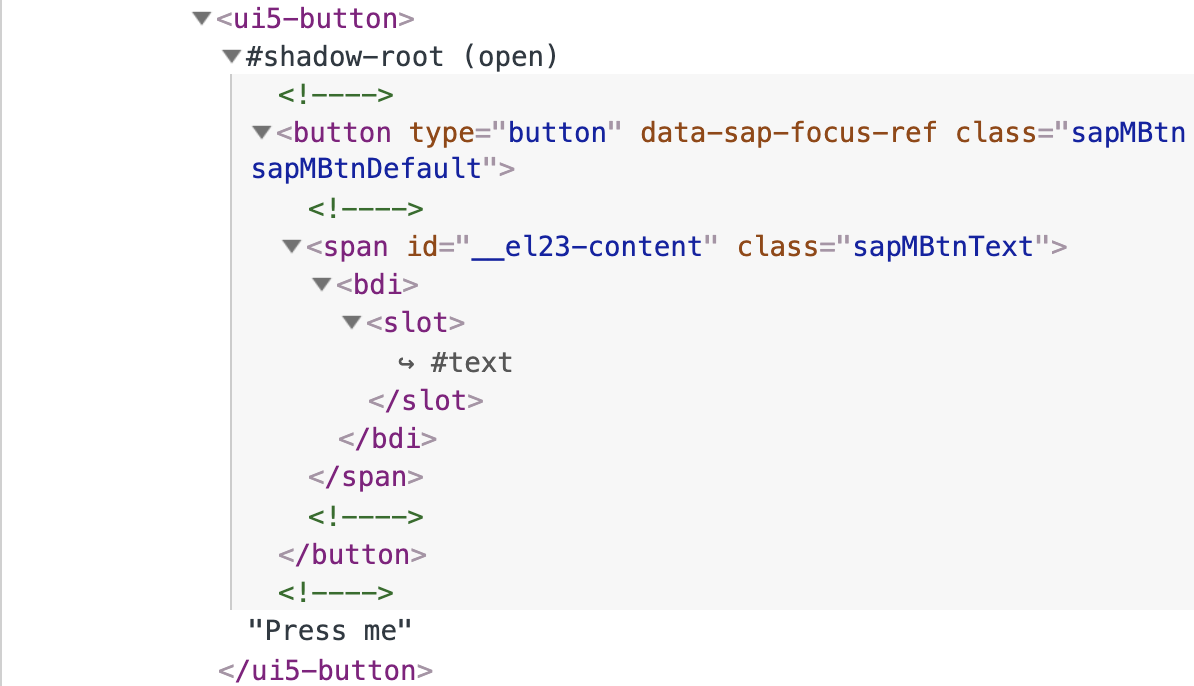 ▼<ui5-button>
▼#shadow-root (open)
<!---->
▼<button type="button" data-sap-focus-ref class="sapMBtn
sapMBtnDefault">
<!---->
▼<span id="__el23-content" class="sapMBtnText">
▼<bdi>
▼<slot>
↪ #text
</slot>
</bdi>
</span>
<!---->
</button>
<!---->
"Press me"
</ui5-button>